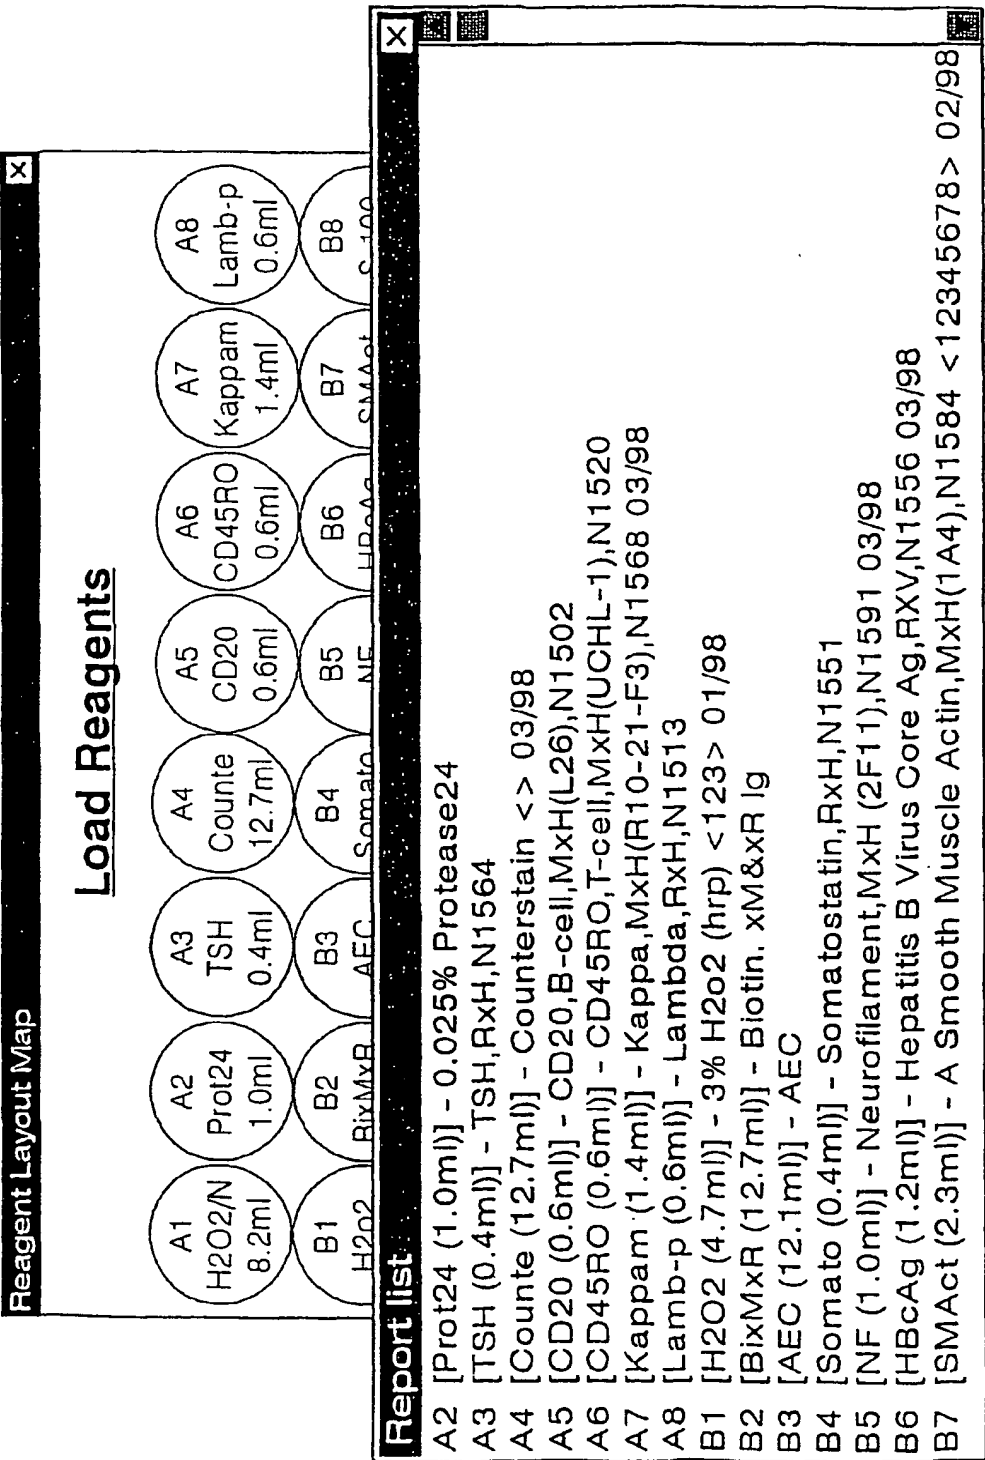 Reagent Layout Map
X
Load Reagents
A1 A2 A3 A4 A5 A6 A7 A8
H2O2/N Prot24 TSH Counte CD20 CD45RO Kappam Lamb-p
8.2ml 1.0ml 0.4ml 12.7ml 0.6ml 0.6ml 1.4ml 0.6ml
B1 B2 B3 B4 B5 B6 B7 B8
H2o2 BixMxR AEC Somato NF HBcAg SMAct S-100
Report list
X
A2 [Prot24 (1.0ml)] - 0.025% Protease24
A3 [TSH (0.4ml)] - TSH,RxH,N1564
A4 [Counte (12.7ml)] - Counterstain <> 03/98
A5 [CD20 (0.6ml)] - CD20,B-cell,MxH(L26),N1502
A6 [CD45RO (0.6ml)] - CD45RO,T-cell,MxH(UCHL-1),N1520
A7 [Kappam (1.4ml)] - Kappa,MxH(R10-21-F3),N1568 03/98
A8 [Lamb-p (0.6ml)] - Lambda,RxH,N1513
B1 [H2O2 (4.7ml)] - 3% H2o2 (hrp) <123> 01/98
B2 [BixMxR (12.7ml)] - Biotin. xM&xR Ig
B3 [AEC (12.1ml)] - AEC
B4 [Somato (0.4ml)] - Somatostatin,RxH,N1551
B5 [NF (1.0ml)] - Neurofilament,MxH (2F11),N1591 03/98
B6 [HBcAg (1.2ml)] - Hepatitis B Virus Core Ag,RXV,N1556 03/98
B7 [SMAct (2.3ml)] - A Smooth Muscle Actin,MxH(1A4),N1584 <12345678> 02/98